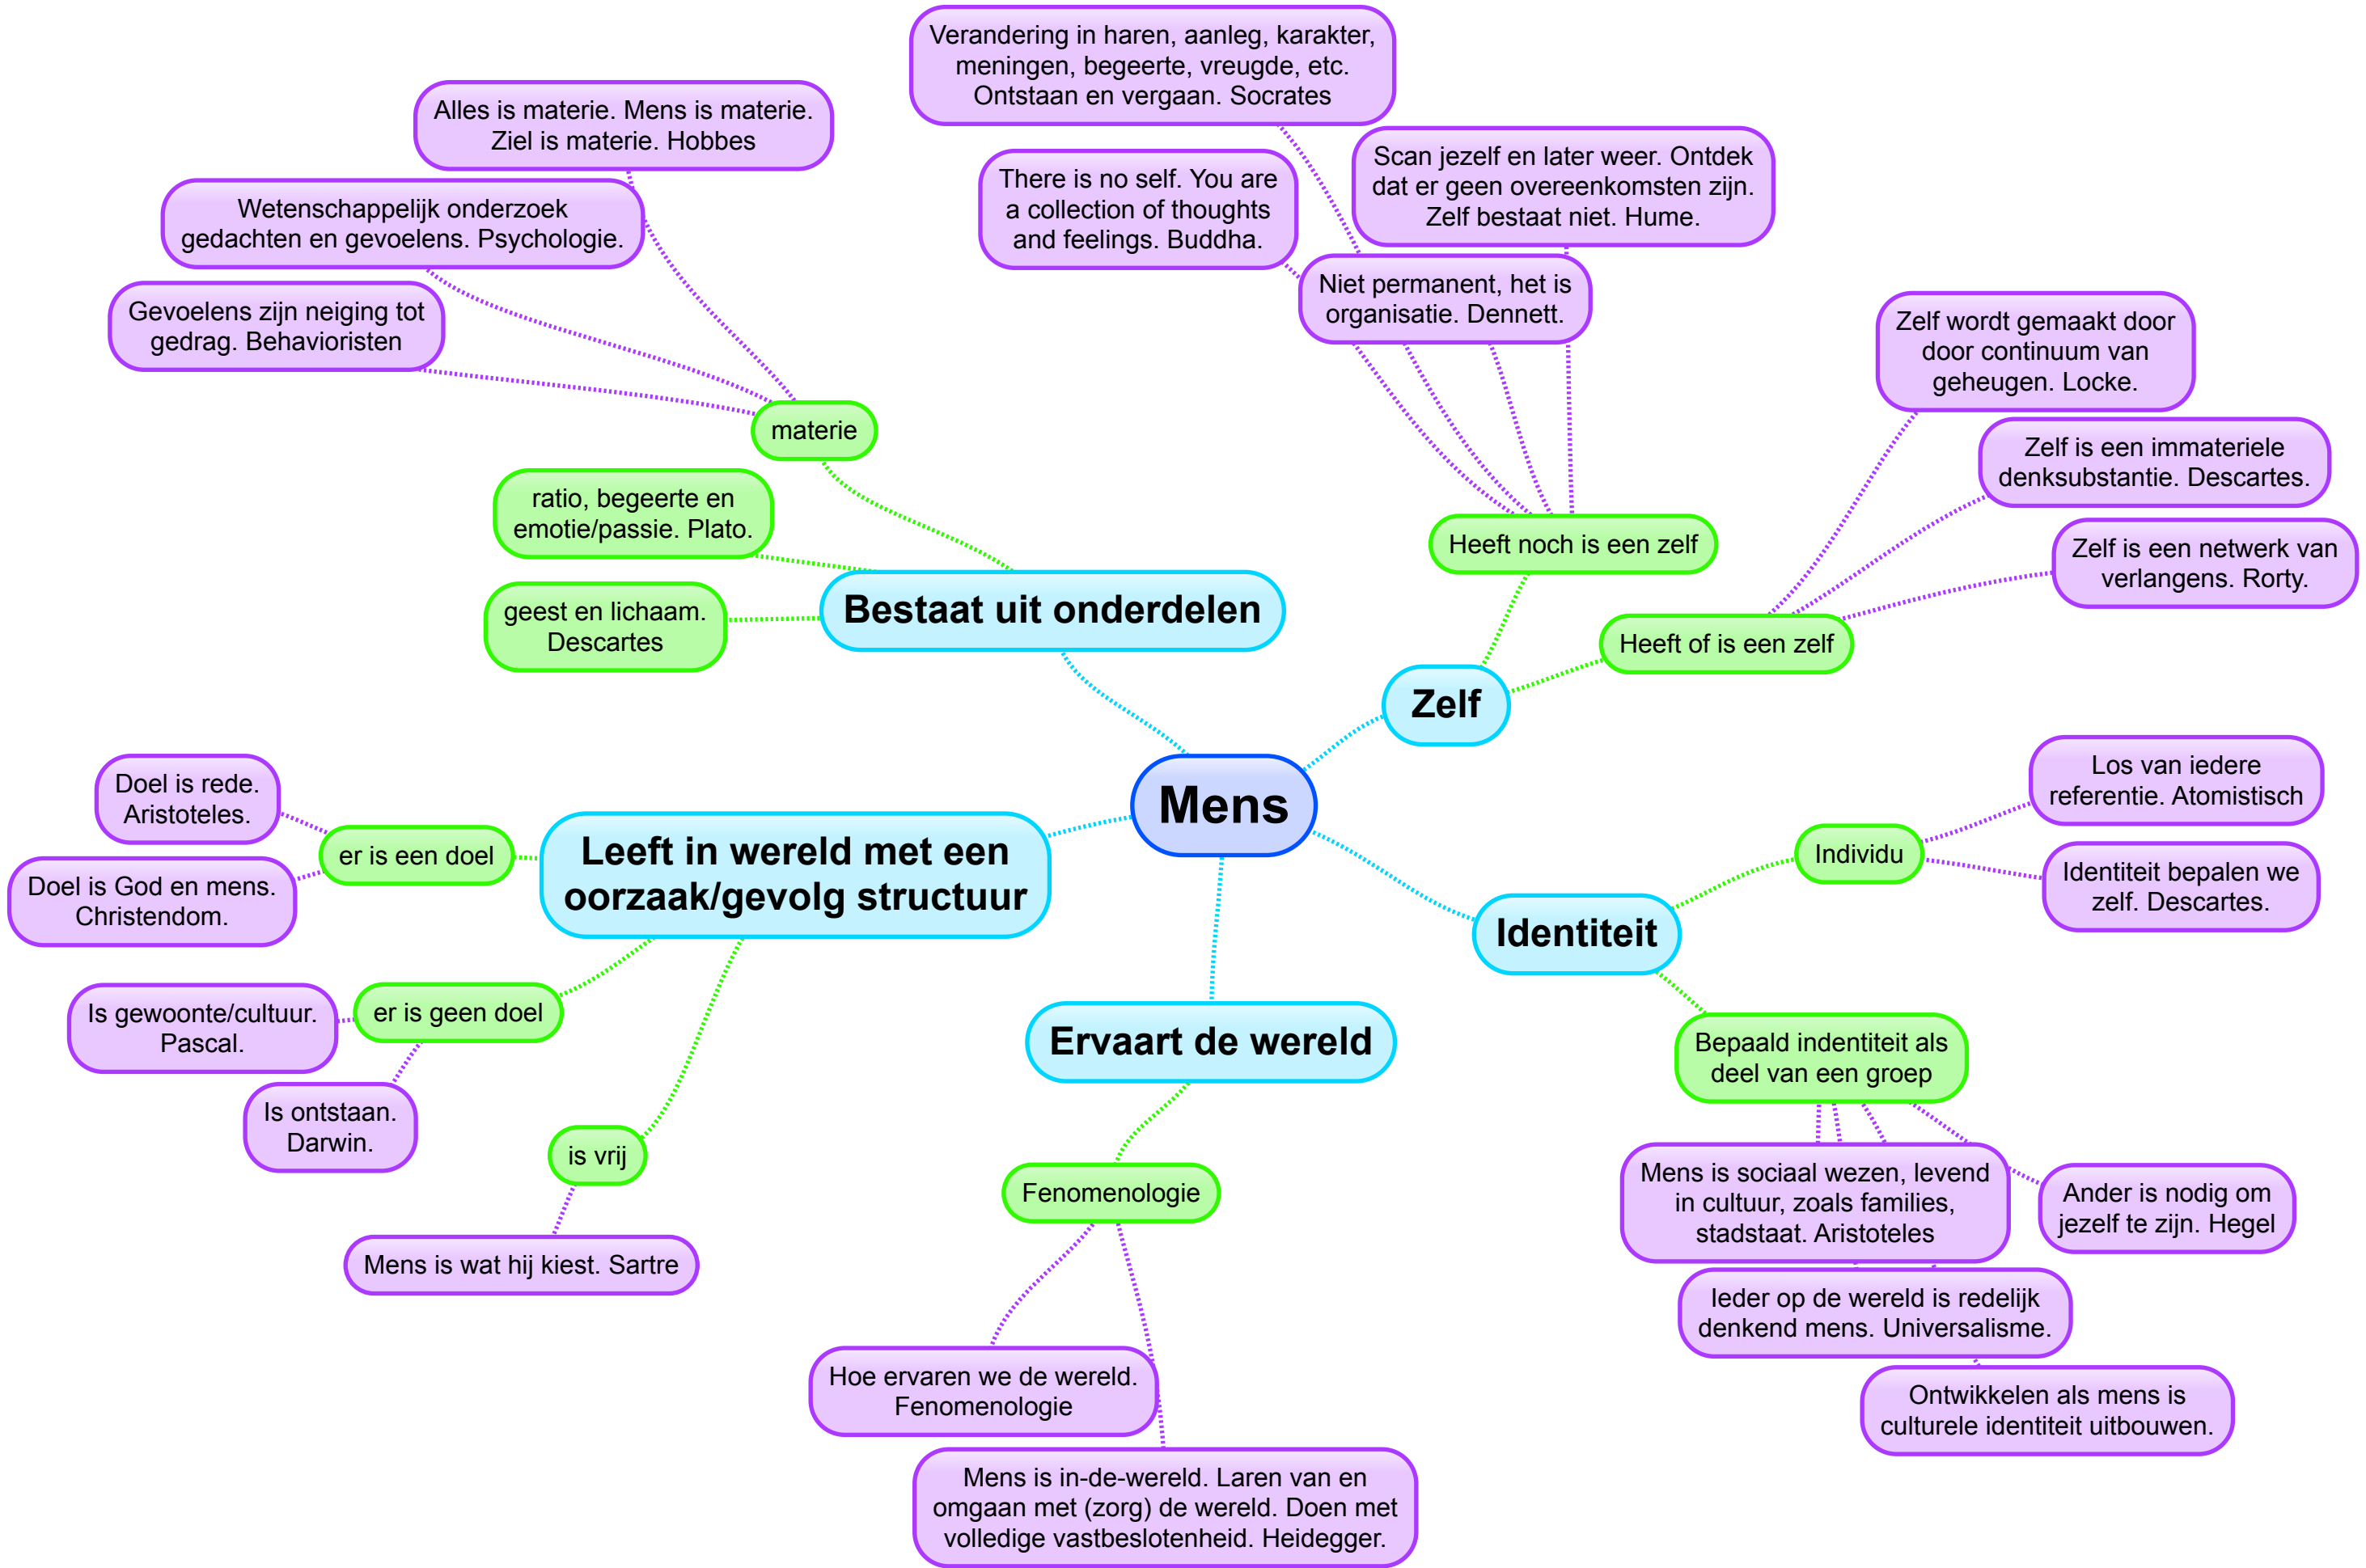 Verandering in haren, aanleg, karakter,
meningen, begeerte, vreugde, etc.
Ontstaan en vergaan. Socrates
Alles is materie. Mens is materie.
Ziel is materie. Hobbes
Scan jezelf en later weer. Ontdek
dat er geen overeenkomsten zijn.
Zelf bestaat niet. Hume.
There is no self. You are
a collection of thoughts
and feelings. Buddha.
Wetenschappelijk onderzoek
gedachten en gevoelens. Psychologie.
Niet permanent, het is
organisatie. Dennett.
Gevoelens zijn neiging tot
gedrag. Behavioristen
Zelf wordt gemaakt door
door continuum van
geheugen. Locke.
materie
Zelf is een immateriele
denksubstantie. Descartes.
ratio, begeerte en
emotie/passie. Plato.
Heeft noch is een zelf
Zelf is een netwerk van
verlangens. Rorty.
geest en lichaam.
Descartes
Bestaat uit onderdelen
Heeft of is een zelf
Zelf
Mens
Los van iedere
referentie. Atomistisch
Doel is rede.
Aristoteles.
er is een doel
Leeft in wereld met een
oorzaak/gevolg structuur
Individu
Doel is God en mens.
Christendom.
Identiteit bepalen we
zelf. Descartes.
Identiteit
Is gewoonte/cultuur.
Pascal.
er is geen doel
Ervaart de wereld
Bepaald indentiteit als
deel van een groep
Is ontstaan.
Darwin.
is vrij
Fenomenologie
Mens is sociaal wezen, levend
in cultuur, zoals families,
stadstaat. Aristoteles
Ander is nodig om
jezelf te zijn. Hegel
Mens is wat hij kiest. Sartre
Ieder op de wereld is redelijk
denkend mens. Universalisme.
Hoe ervaren we de wereld.
Fenomenologie
Ontwikkelen als mens is
culturele identiteit uitbouwen.
Mens is in-de-wereld. Laren van en
omgaan met (zorg) de wereld. Doen met
volledige vastbeslotenheid. Heidegger.